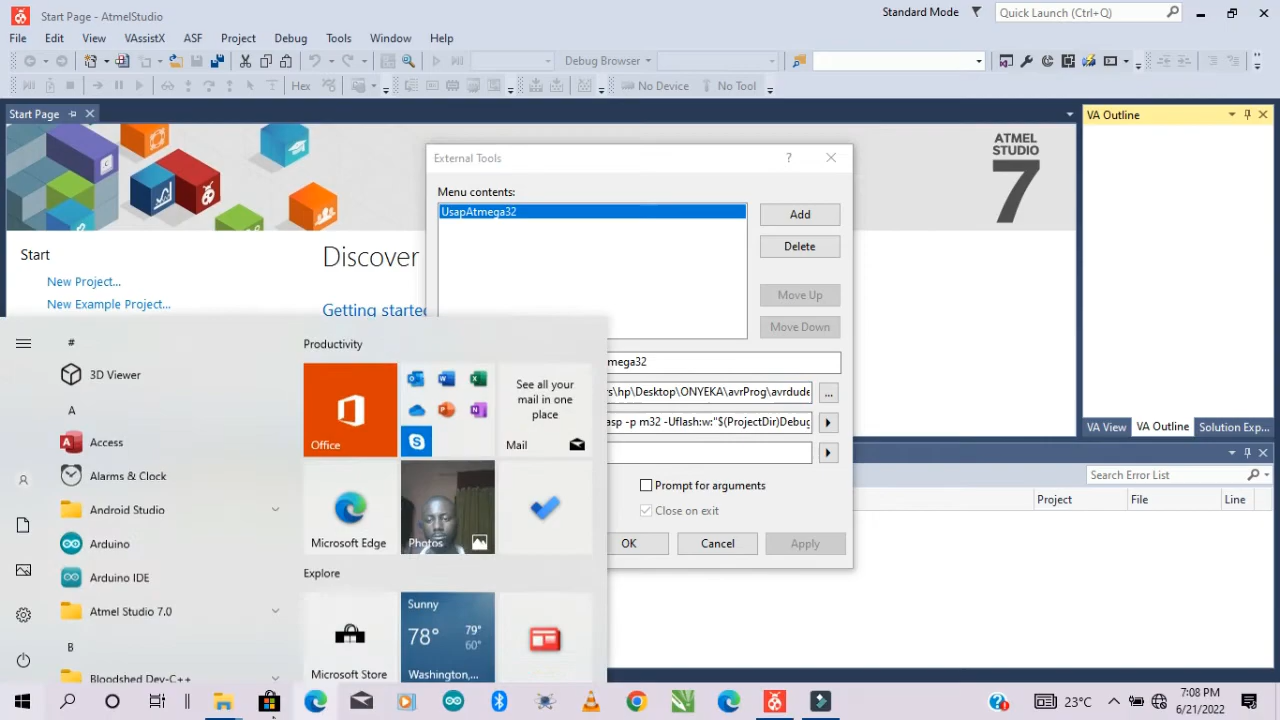 Start Page - AtmelStudio
Standard Mode
Quick Launch (Ctrl+Q)
File Edit View VAssistX ASF Project Debug Tools Window Help
Debug Browser
Hex
No Device
No Tool
Start Page
VA Outline
ATMEL
STUDIO
7
External Tools
?
Menu contents:
UsapAtmega32
Add
Delete
Move Up
Move Down
Start
New Project...
New Example Project...
Discover
Getting starte
mega32
s\hp\Desktop\ONYEKA\avrProg\avrdude
...
asp -p m32 -Uflash:w:"$(ProjectDir)Debug
Prompt for arguments
Close on exit
OK
Cancel
Apply
VA View
VA Outline
Solution Exp...
Search Error List
Project
File
Line
#
3D Viewer
A
Access
Alarms & Clock
Android Studio
Arduino
Arduino IDE
Atmel Studio 7.0
B
Bloodshed Dev-C++
Productivity
Office
See all your
mail in one
place
Mail
Microsoft Edge
Photos
Explore
Microsoft Store
Sunny
78°
79°
60°
Washington,...
23°C
7:08 PM
6/21/2022